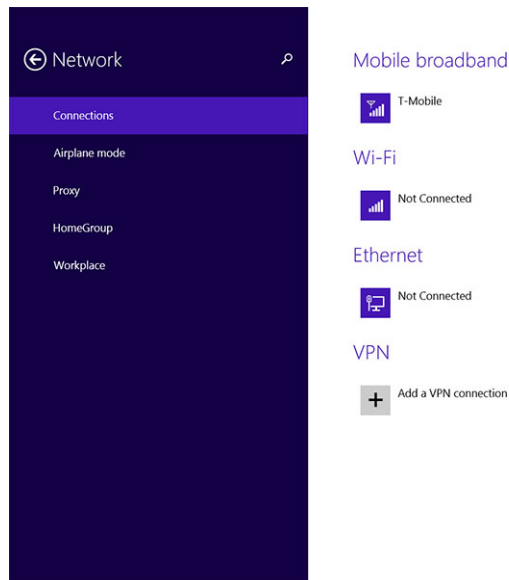 Network
Connections
Airplane mode
Proxy
HomeGroup
Workplace
Mobile broadband
T-Mobile
Wi-Fi
Not Connected
Ethernet
Not Connected
VPN
Add a VPN connection